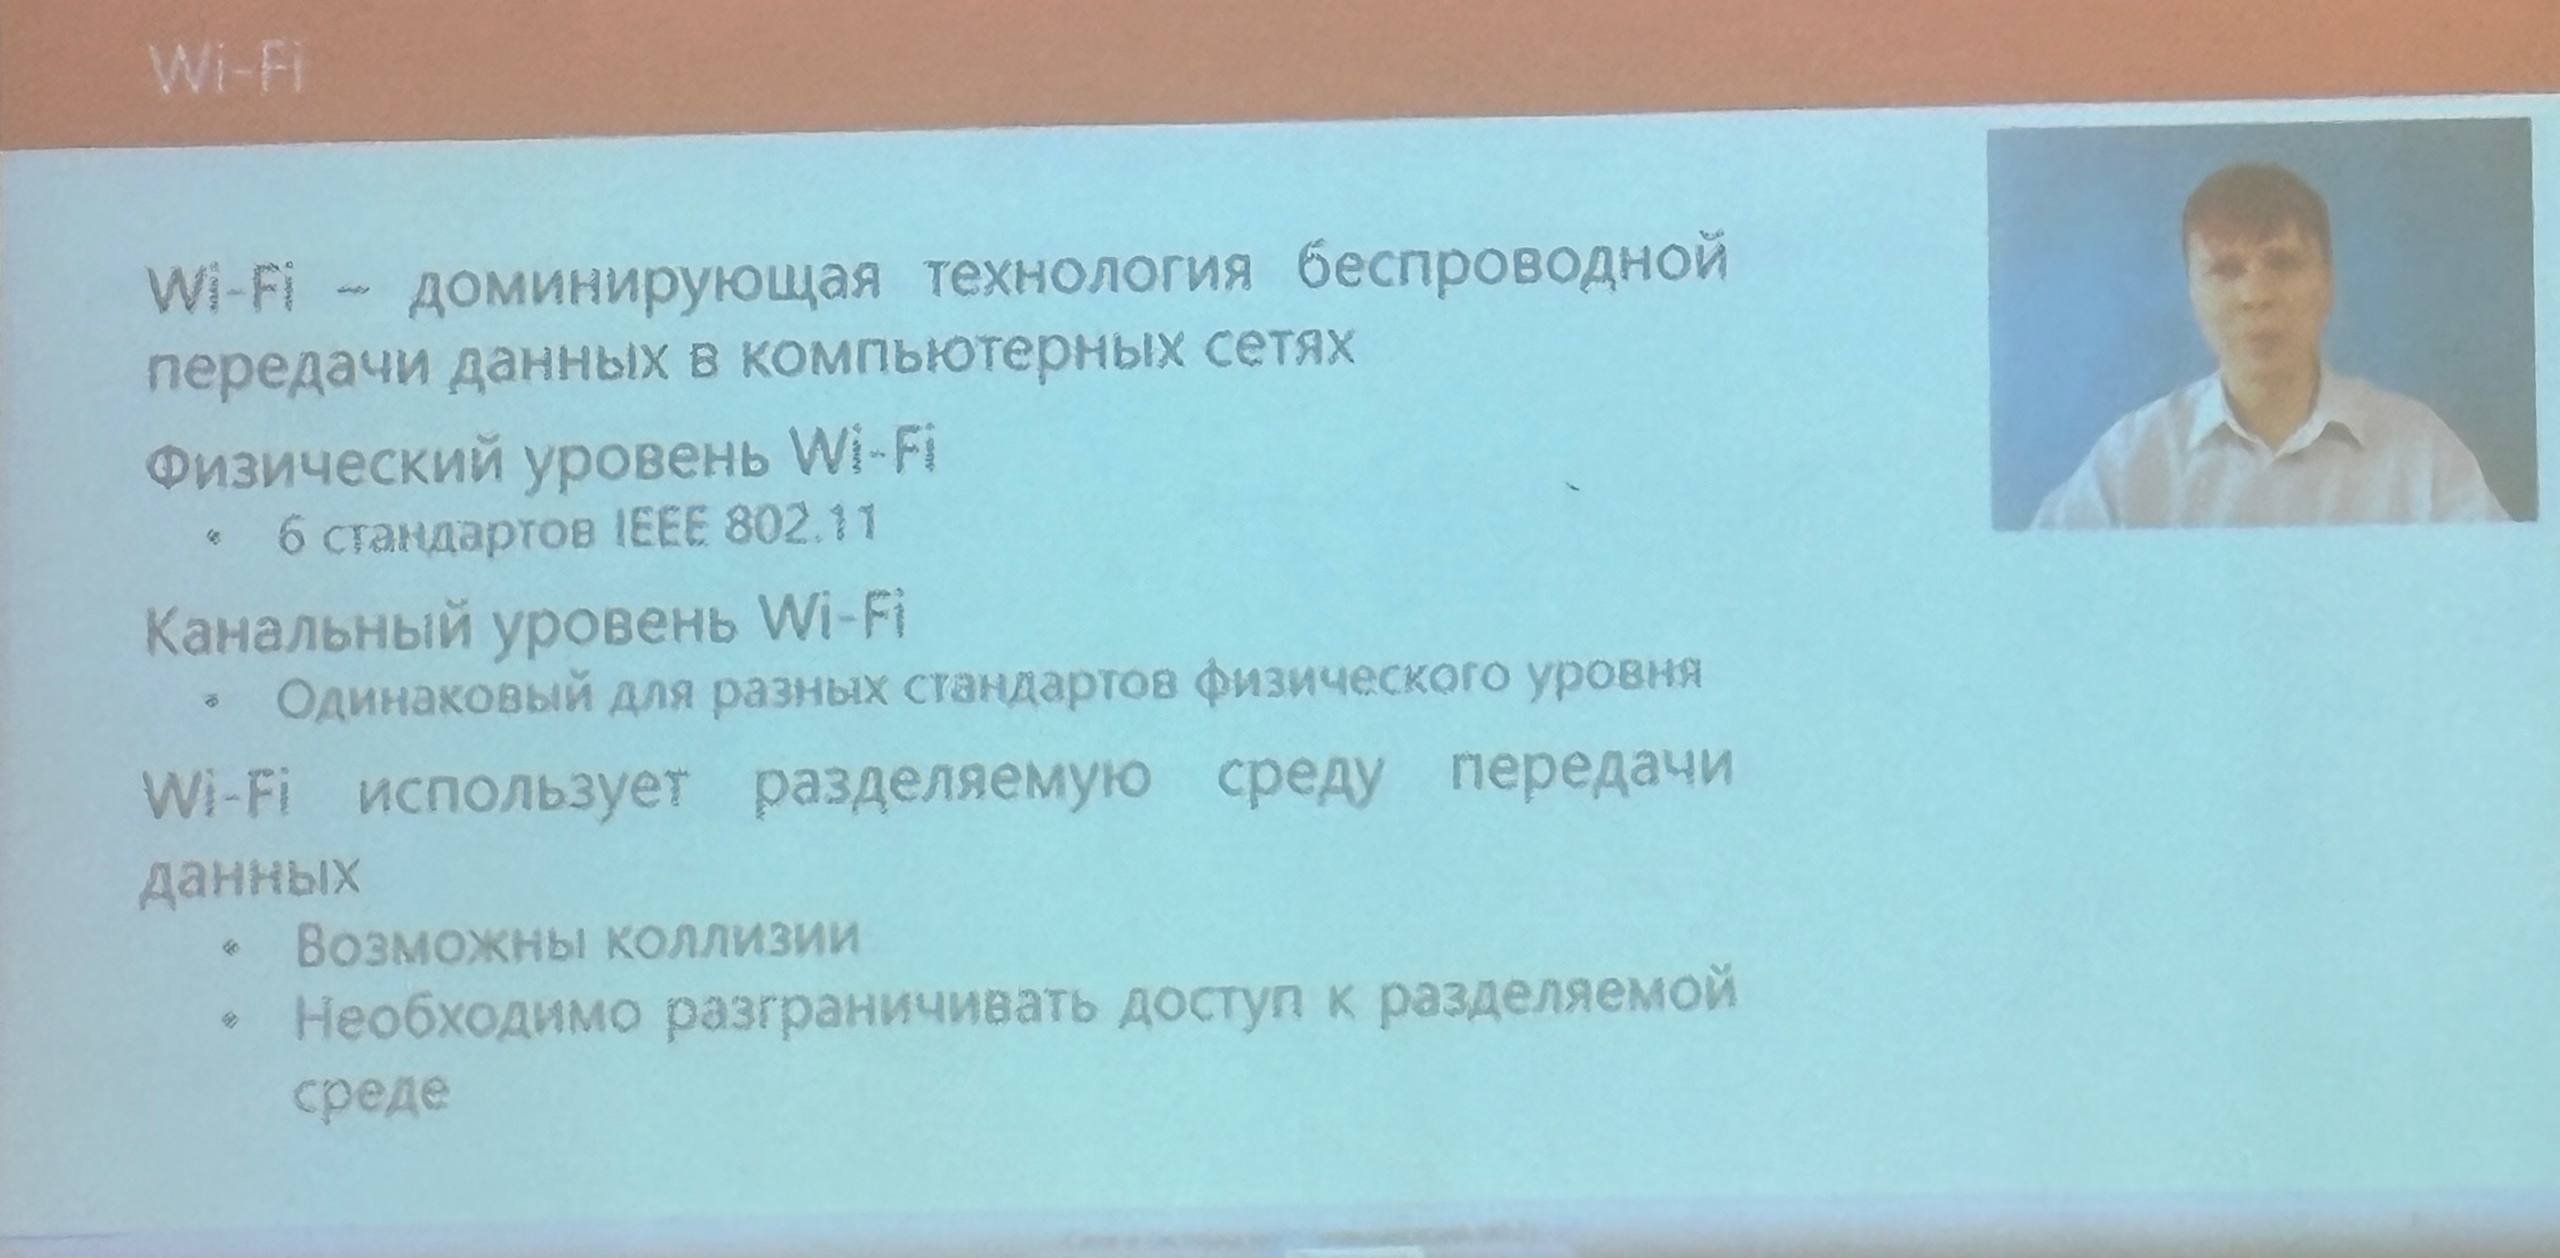 Wi-Fi
Wi-Fi – доминирующая технология беспроводной
передачи данных в компьютерных сетях
Физический уровень Wi-Fi
• 6 стандартов IEEE 802.11
Канальный уровень Wi-Fi
• Одинаковый для разных стандартов физического уровня
Wi-Fi использует разделяемую среду передачи
данных
• Возможны коллизии
• Необходимо разграничивать доступ к разделяемой
среде